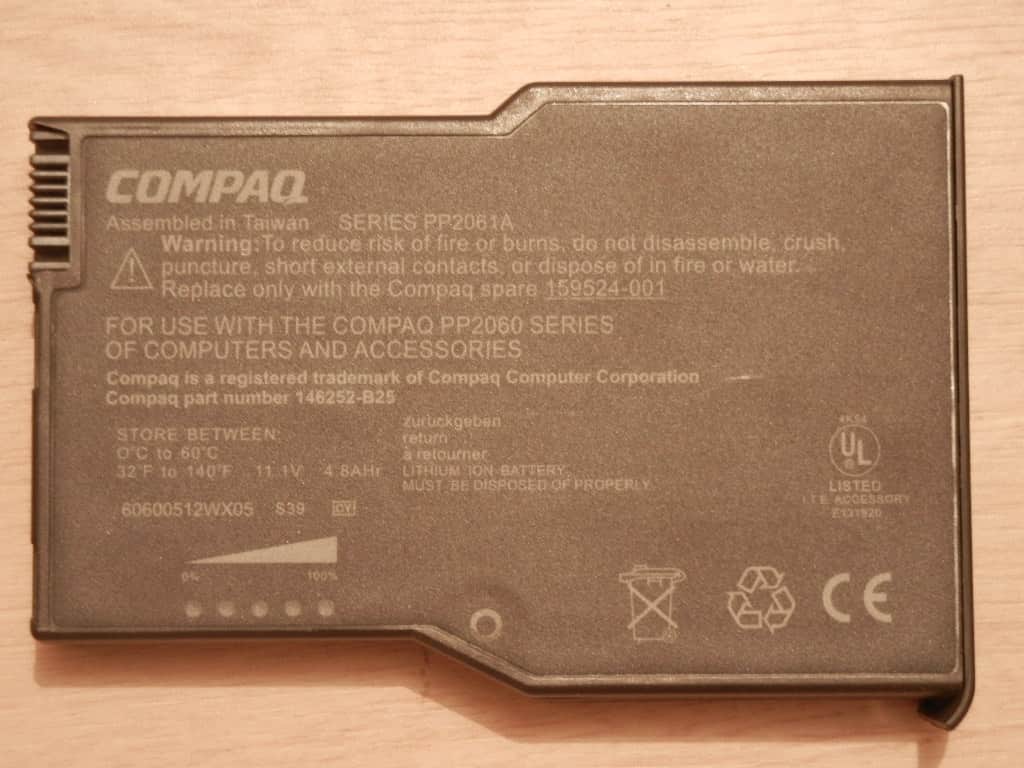 COMPAQ
Assembled in Taiwan SERIES PP2061A
Warning: To reduce risk of fire or burns, do not disassemble, crush,
puncture, short external contacts, or dispose of in fire or water.
Replace only with the Compaq spare 159524-001
FOR USE WITH THE COMPAQ PP2060 SERIES
OF COMPUTERS AND ACCESSORIES
Compaq is a registered trademark of Compaq Computer Corporation
Compaq part number 146252-B25
STORE BETWEEN:
0°C to 60°C
32°F to 140°F 11.1V 4.8AHr
zurückgeben
return
à retourner
LITHIUM ION BATTERY.
MUST BE DISPOSED OF PROPERLY.
60600512WX05 S39 CY
0% 100%
4K54
UL
LISTED
I.T.E. ACCESSORY
E131920
CE